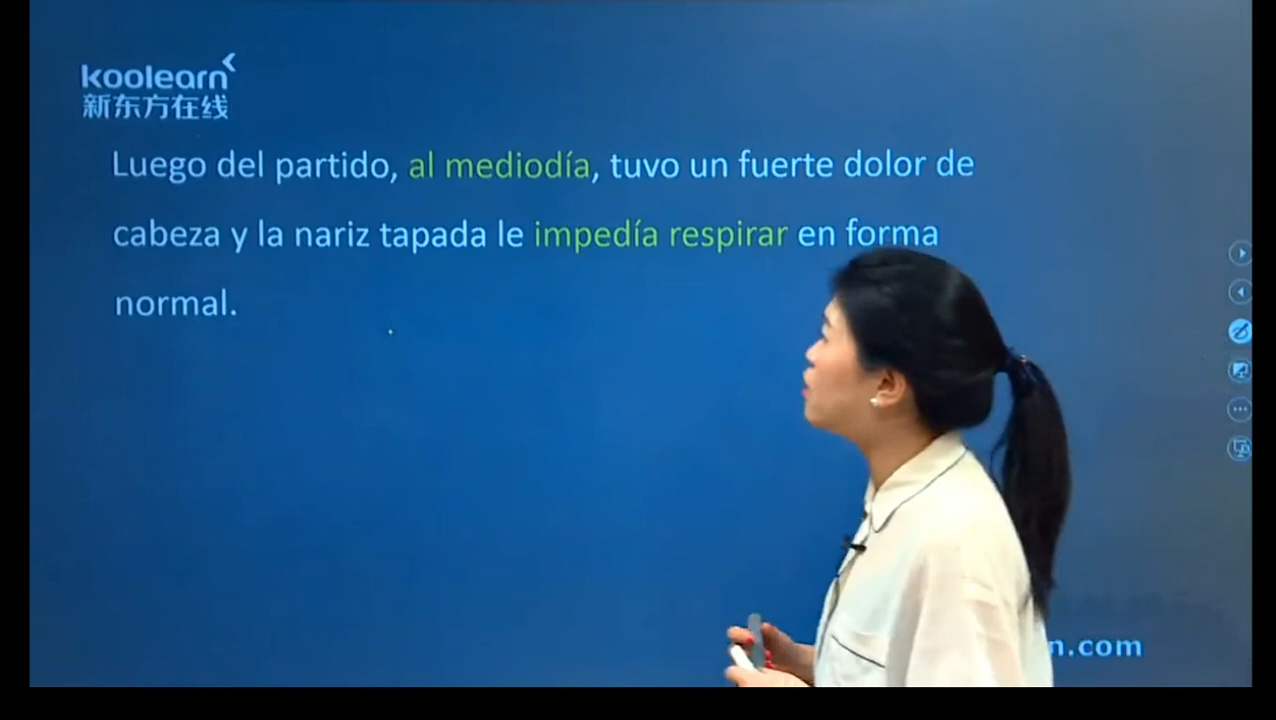 koolearn
新东方在线
Luego del partido, al mediodía, tuvo un fuerte dolor de
cabeza y la nariz tapada le impedía respirar en forma
normal.
n.com